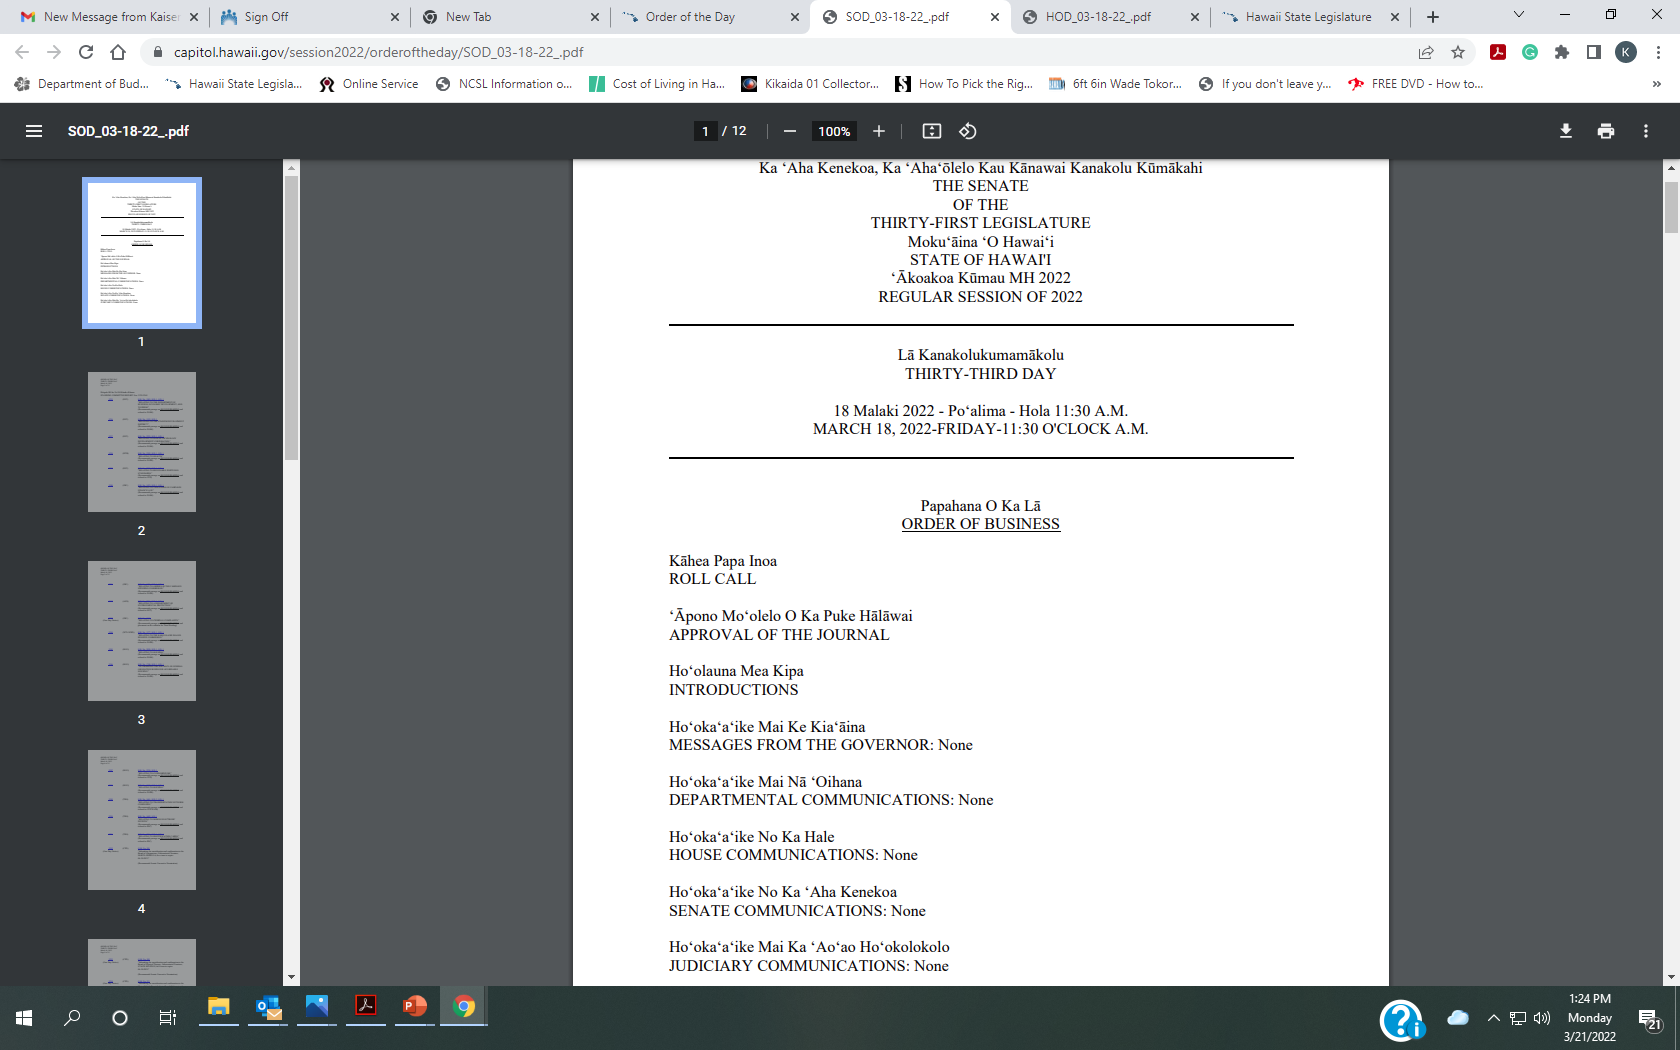 New Message from Kaiser
Sign Off
New Tab
Order of the Day
SOD_03-18-22_.pdf
HOD_03-18-22_.pdf
Hawaii State Legislature
capitol.hawaii.gov/session2022/orderoftheday/SOD_03-18-22_.pdf
K
Department of Bud...
Hawaii State Legisla...
Online Service
NCSL Information o...
Cost of Living in Ha...
Kikaida 01 Collector...
How To Pick the Rig...
6ft 6in Wade Tokor...
If you don't leave y...
FREE DVD - How to...
SOD_03-18-22_.pdf
1 / 12
100%
1
2
3
4
Ka ʻAha Kenekoa, Ka ʻAhaʻōlelo Kau Kānawai Kanakolu Kūmākahi
THE SENATE
OF THE
THIRTY-FIRST LEGISLATURE
Mokuʻāina ʻO Hawaiʻi
STATE OF HAWAI'I
ʻĀkoakoa Kūmau MH 2022
REGULAR SESSION OF 2022
Lā Kanakolukumamākolu
THIRTY-THIRD DAY
18 Malaki 2022 - Poʻalima - Hola 11:30 A.M.
MARCH 18, 2022-FRIDAY-11:30 O'CLOCK A.M.
Papahana O Ka Lā
ORDER OF BUSINESS
Kāhea Papa Inoa
ROLL CALL
ʻĀpono Moʻolelo O Ka Puke Hālāwai
APPROVAL OF THE JOURNAL
Hoʻolauna Mea Kipa
INTRODUCTIONS
Hoʻokaʻaʻike Mai Ke Kiaʻāina
MESSAGES FROM THE GOVERNOR: None
Hoʻokaʻaʻike Mai Nā ʻOihana
DEPARTMENTAL COMMUNICATIONS: None
Hoʻokaʻaʻike No Ka Hale
HOUSE COMMUNICATIONS: None
Hoʻokaʻaʻike No Ka ʻAha Kenekoa
SENATE COMMUNICATIONS: None
Hoʻokaʻaʻike Mai Ka ʻAoʻao Hoʻokolokolo
JUDICIARY COMMUNICATIONS: None
1:24 PM
Monday
3/21/2022
21